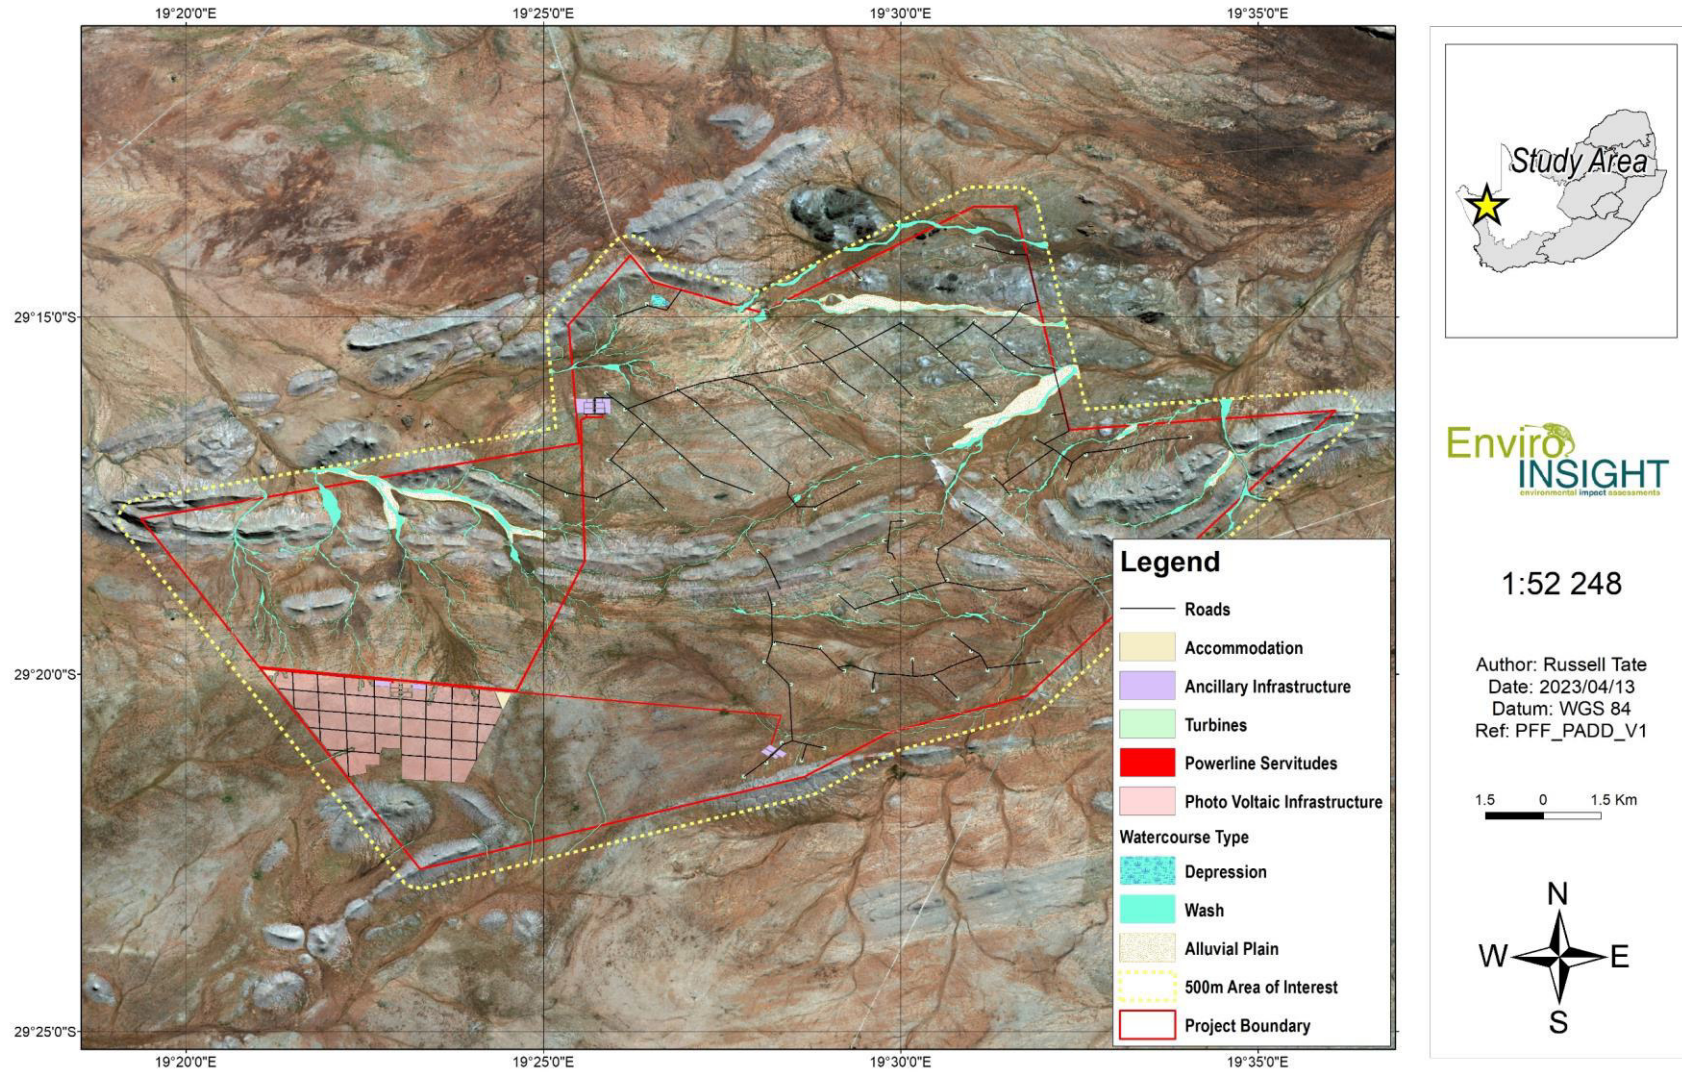 19°20'0"E
19°25'0"E
19°30'0"E
19°35'0"E
29°15'0"S
29°20'0"S
29°25'0"S
19°20'0"E
19°25'0"E
19°30'0"E
19°35'0"E
Legend
Roads
Accommodation
Ancillary Infrastructure
Turbines
Powerline Servitudes
Photo Voltaic Infrastructure
Watercourse Type
Depression
Wash
Alluvial Plain
500m Area of Interest
Project Boundary
Study Area
Enviro
INSIGHT
environmental impact assessments
1:52 248
Author: Russell Tate
Date: 2023/04/13
Datum: WGS 84
Ref: PFF_PADD_V1
1.5 0 1.5 Km
N
W E
S